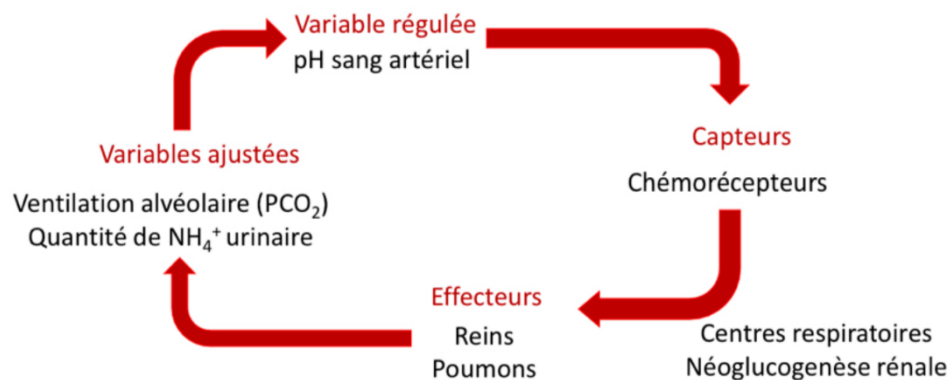 Variable régulée
pH sang artériel
Capteurs
Chémorécepteurs
Centres respiratoires
Néoglucogenèse rénale
Effecteurs
Reins
Poumons
Variables ajustées
Ventilation alvéolaire (PCO₂)
Quantité de NH₄⁺ urinaire